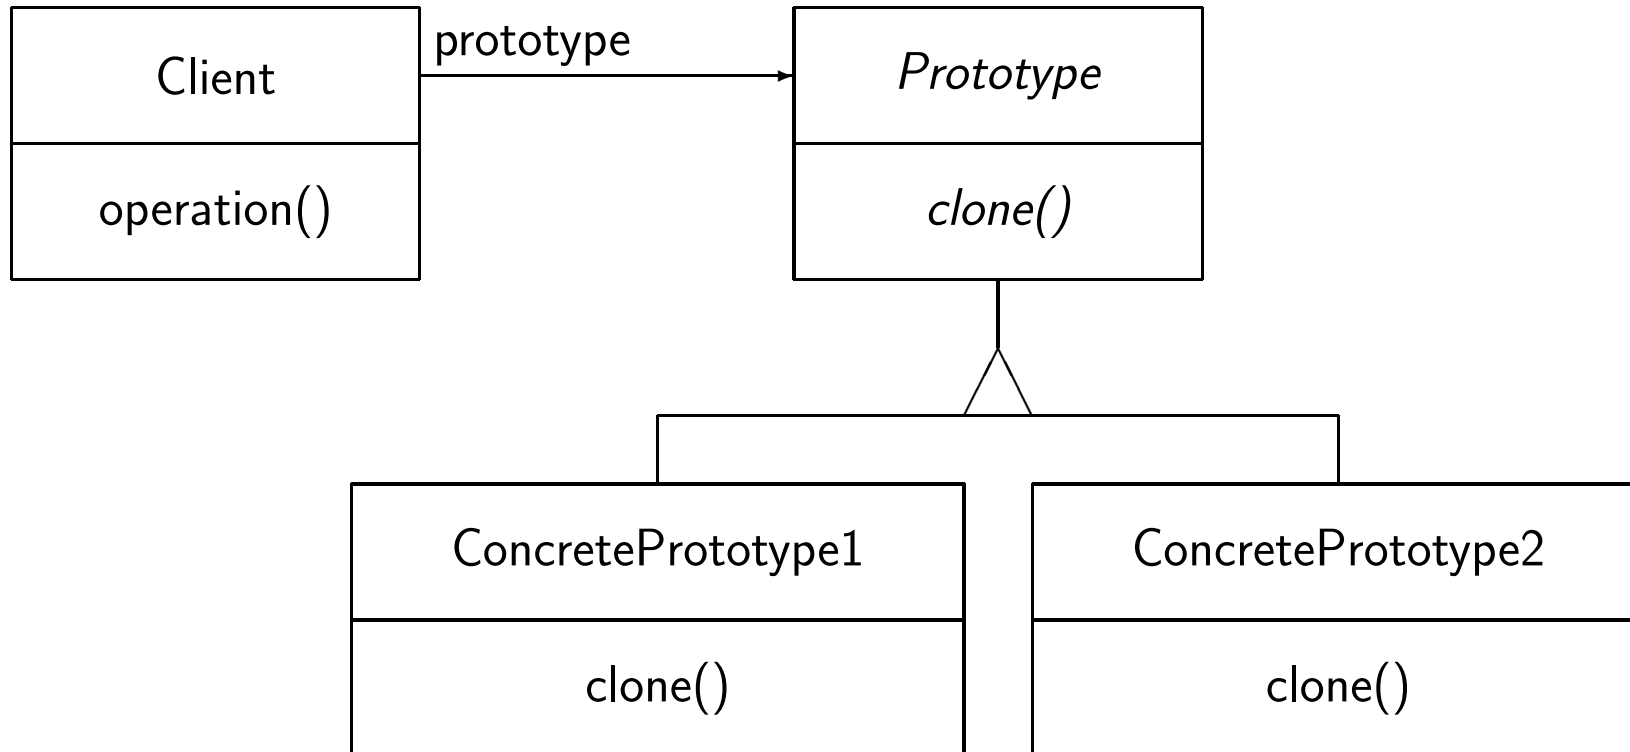 Client
prototype
Prototype
operation()
clone()
ConcretePrototype1
ConcretePrototype2
clone()
clone()